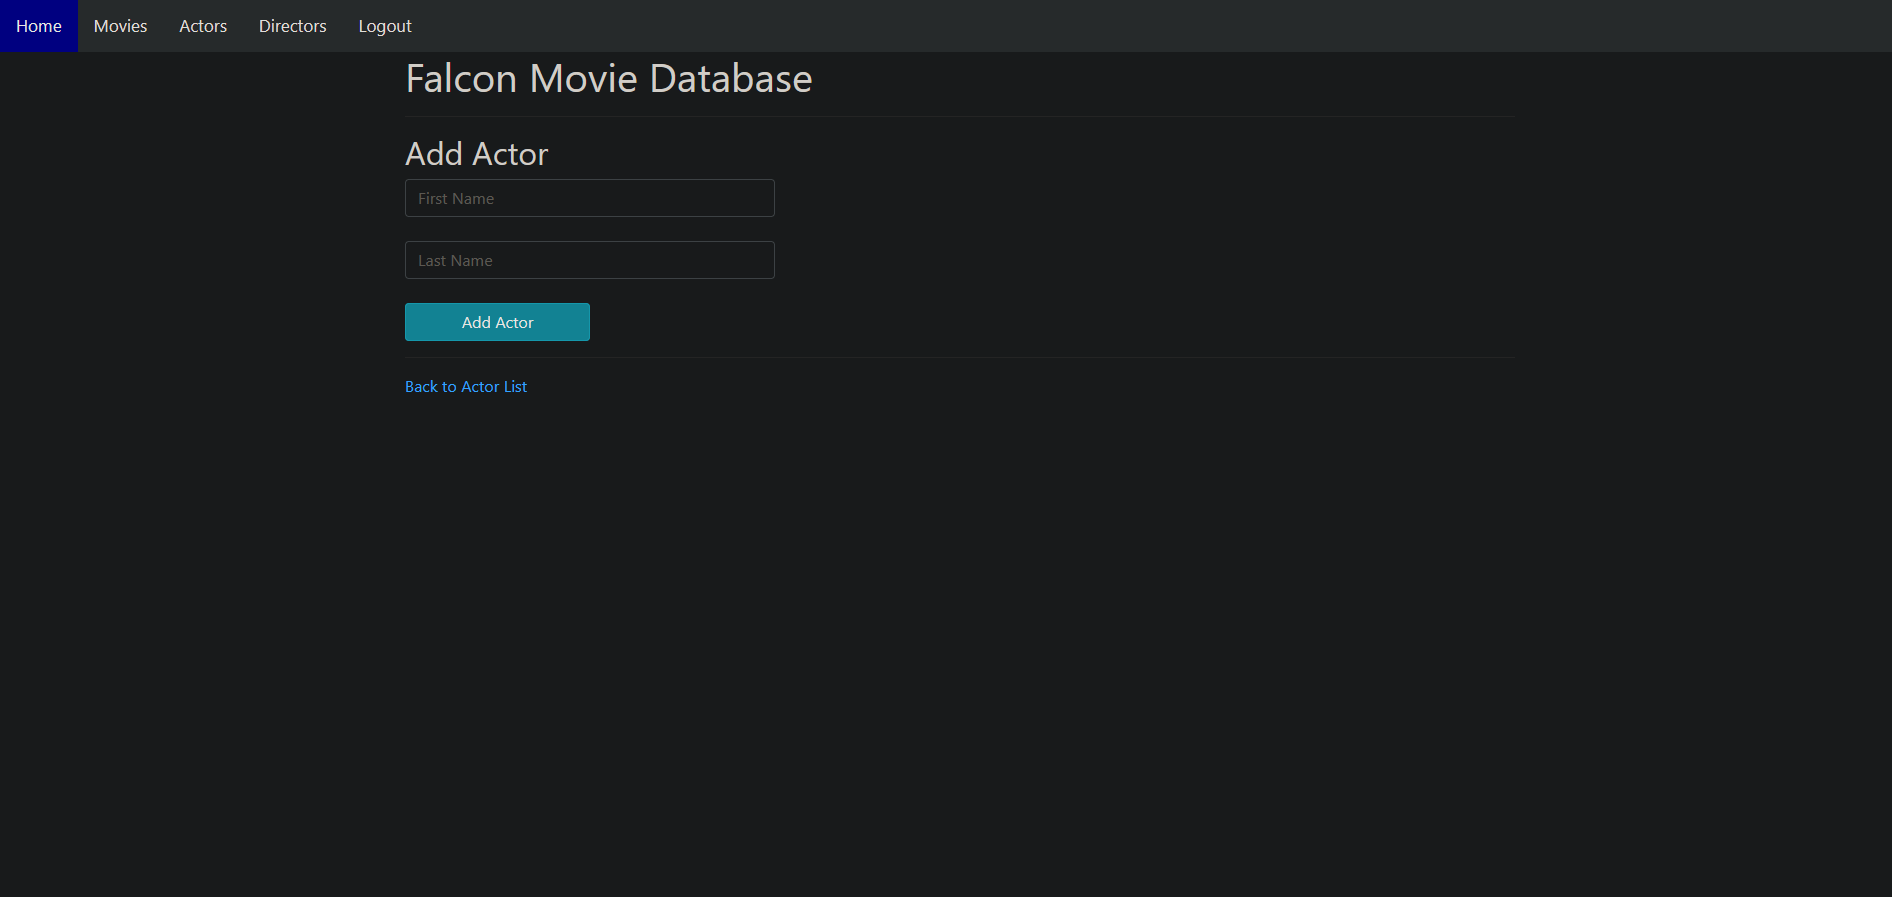 Home Movies Actors Directors Logout
Falcon Movie Database
Add Actor
First Name
Last Name
Add Actor
Back to Actor List